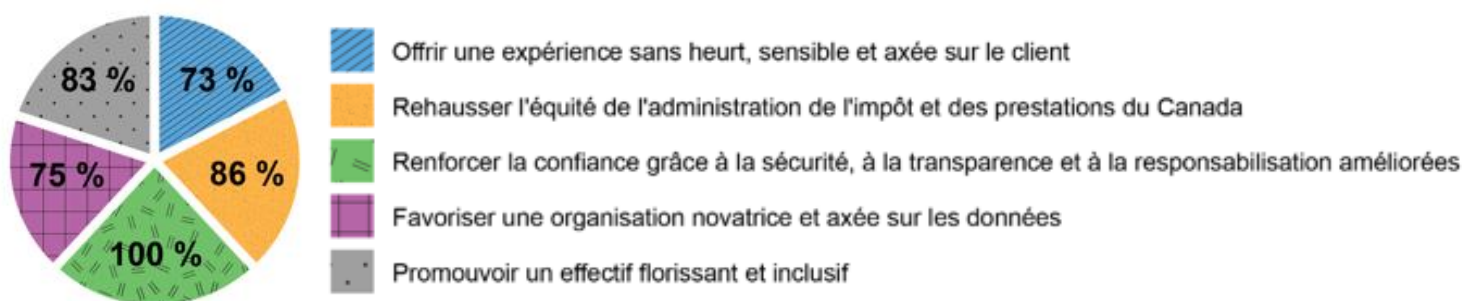 83 %
73 %
75 %
86 %
100 %
Offrir une expérience sans heurt, sensible et axée sur le client
Rehausser l'équité de l'administration de l'impôt et des prestations du Canada
Renforcer la confiance grâce à la sécurité, à la transparence et à la responsabilisation améliorées
Favoriser une organisation novatrice et axée sur les données
Promouvoir un effectif florissant et inclusif